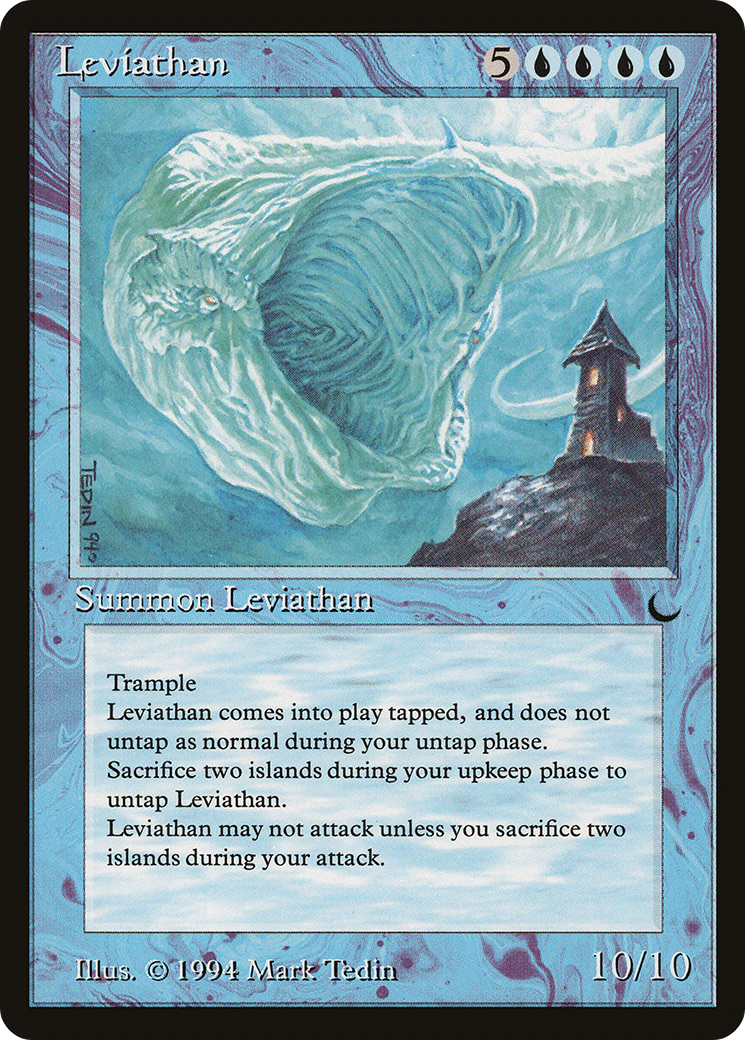 Leviathan 5
TEDIN 94
Summon Leviathan
Trample
Leviathan comes into play tapped, and does not
untap as normal during your untap phase.
Sacrifice two islands during your upkeep phase to
untap Leviathan.
Leviathan may not attack unless you sacrifice two
islands during your attack.
Illus. © 1994 Mark Tedin 10/10